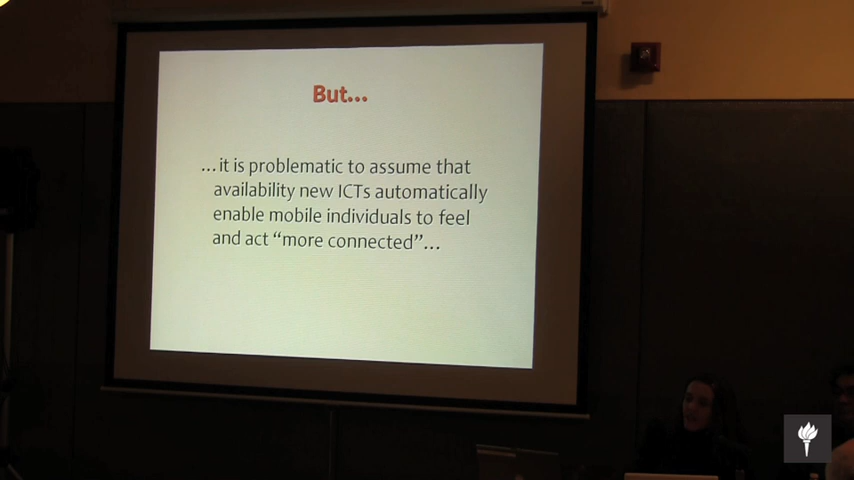 But...
...it is problematic to assume that
availability new ICTs automatically
enable mobile individuals to feel
and act “more connected”...